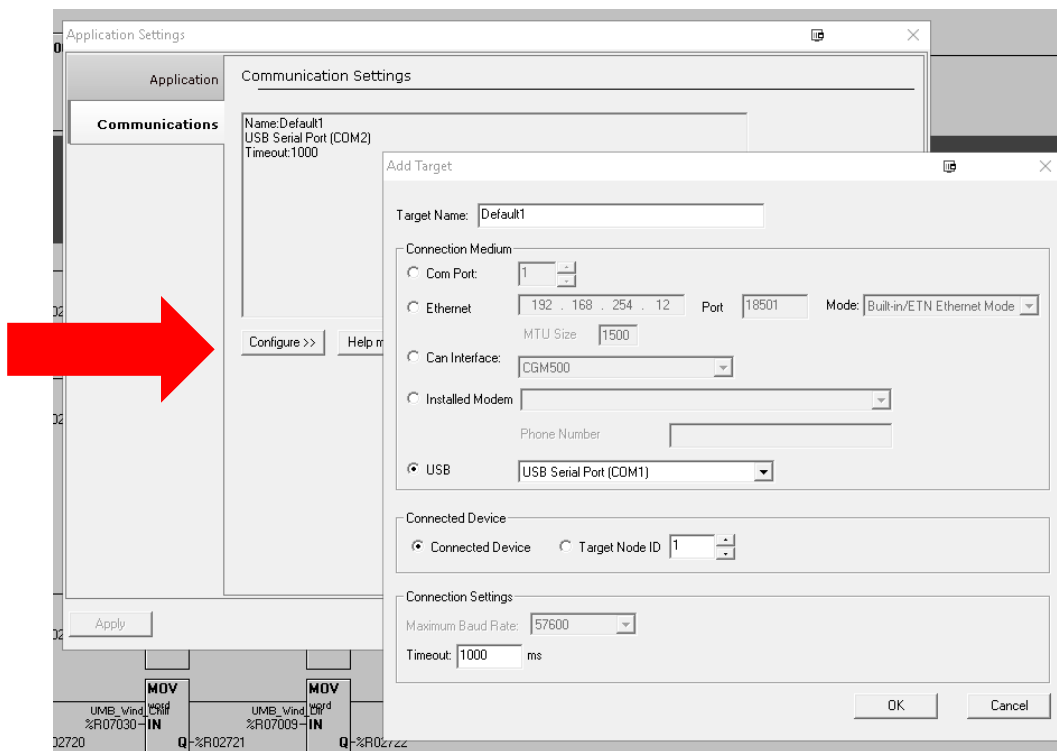 Application Settings
Application
Communications
Communication Settings
Name:Default1
USB Serial Port (COM2)
Timeout:1000
Configure >>
Help
Apply
Add Target
Target Name: Default1
Connection Medium
Com Port: 1
Ethernet 192 . 168 . 254 . 12 Port 18501 Mode: Built-in/ETN Ethernet Mode
MTU Size 1500
Can Interface: CGM500
Installed Modem
Phone Number
USB USB Serial Port (COM1)
Connected Device
Connected Device Target Node ID 1
Connection Settings
Maximum Baud Rate: 57600
Timeout: 1000 ms
OK Cancel
MOV MOV
word word
UMB_Wind_Chill UMB_Wind_Dir
%R07030 IN %R07009 IN
02720 Q %R02721 Q %R02722